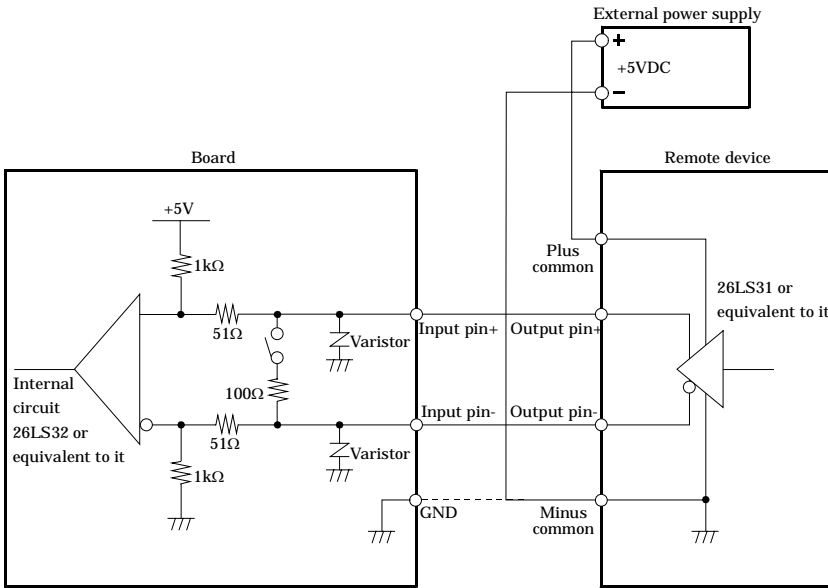 External power supply
+
+5VDC
−
Board
Remote device
+5V
1kΩ
Plus
common
26LS31 or
equivalent to it
51Ω
Varistor
Input pin+
Output pin+
100Ω
Internal
circuit
26LS32 or
equivalent to it
51Ω
Input pin-
Output pin-
Varistor
1kΩ
GND
Minus
common